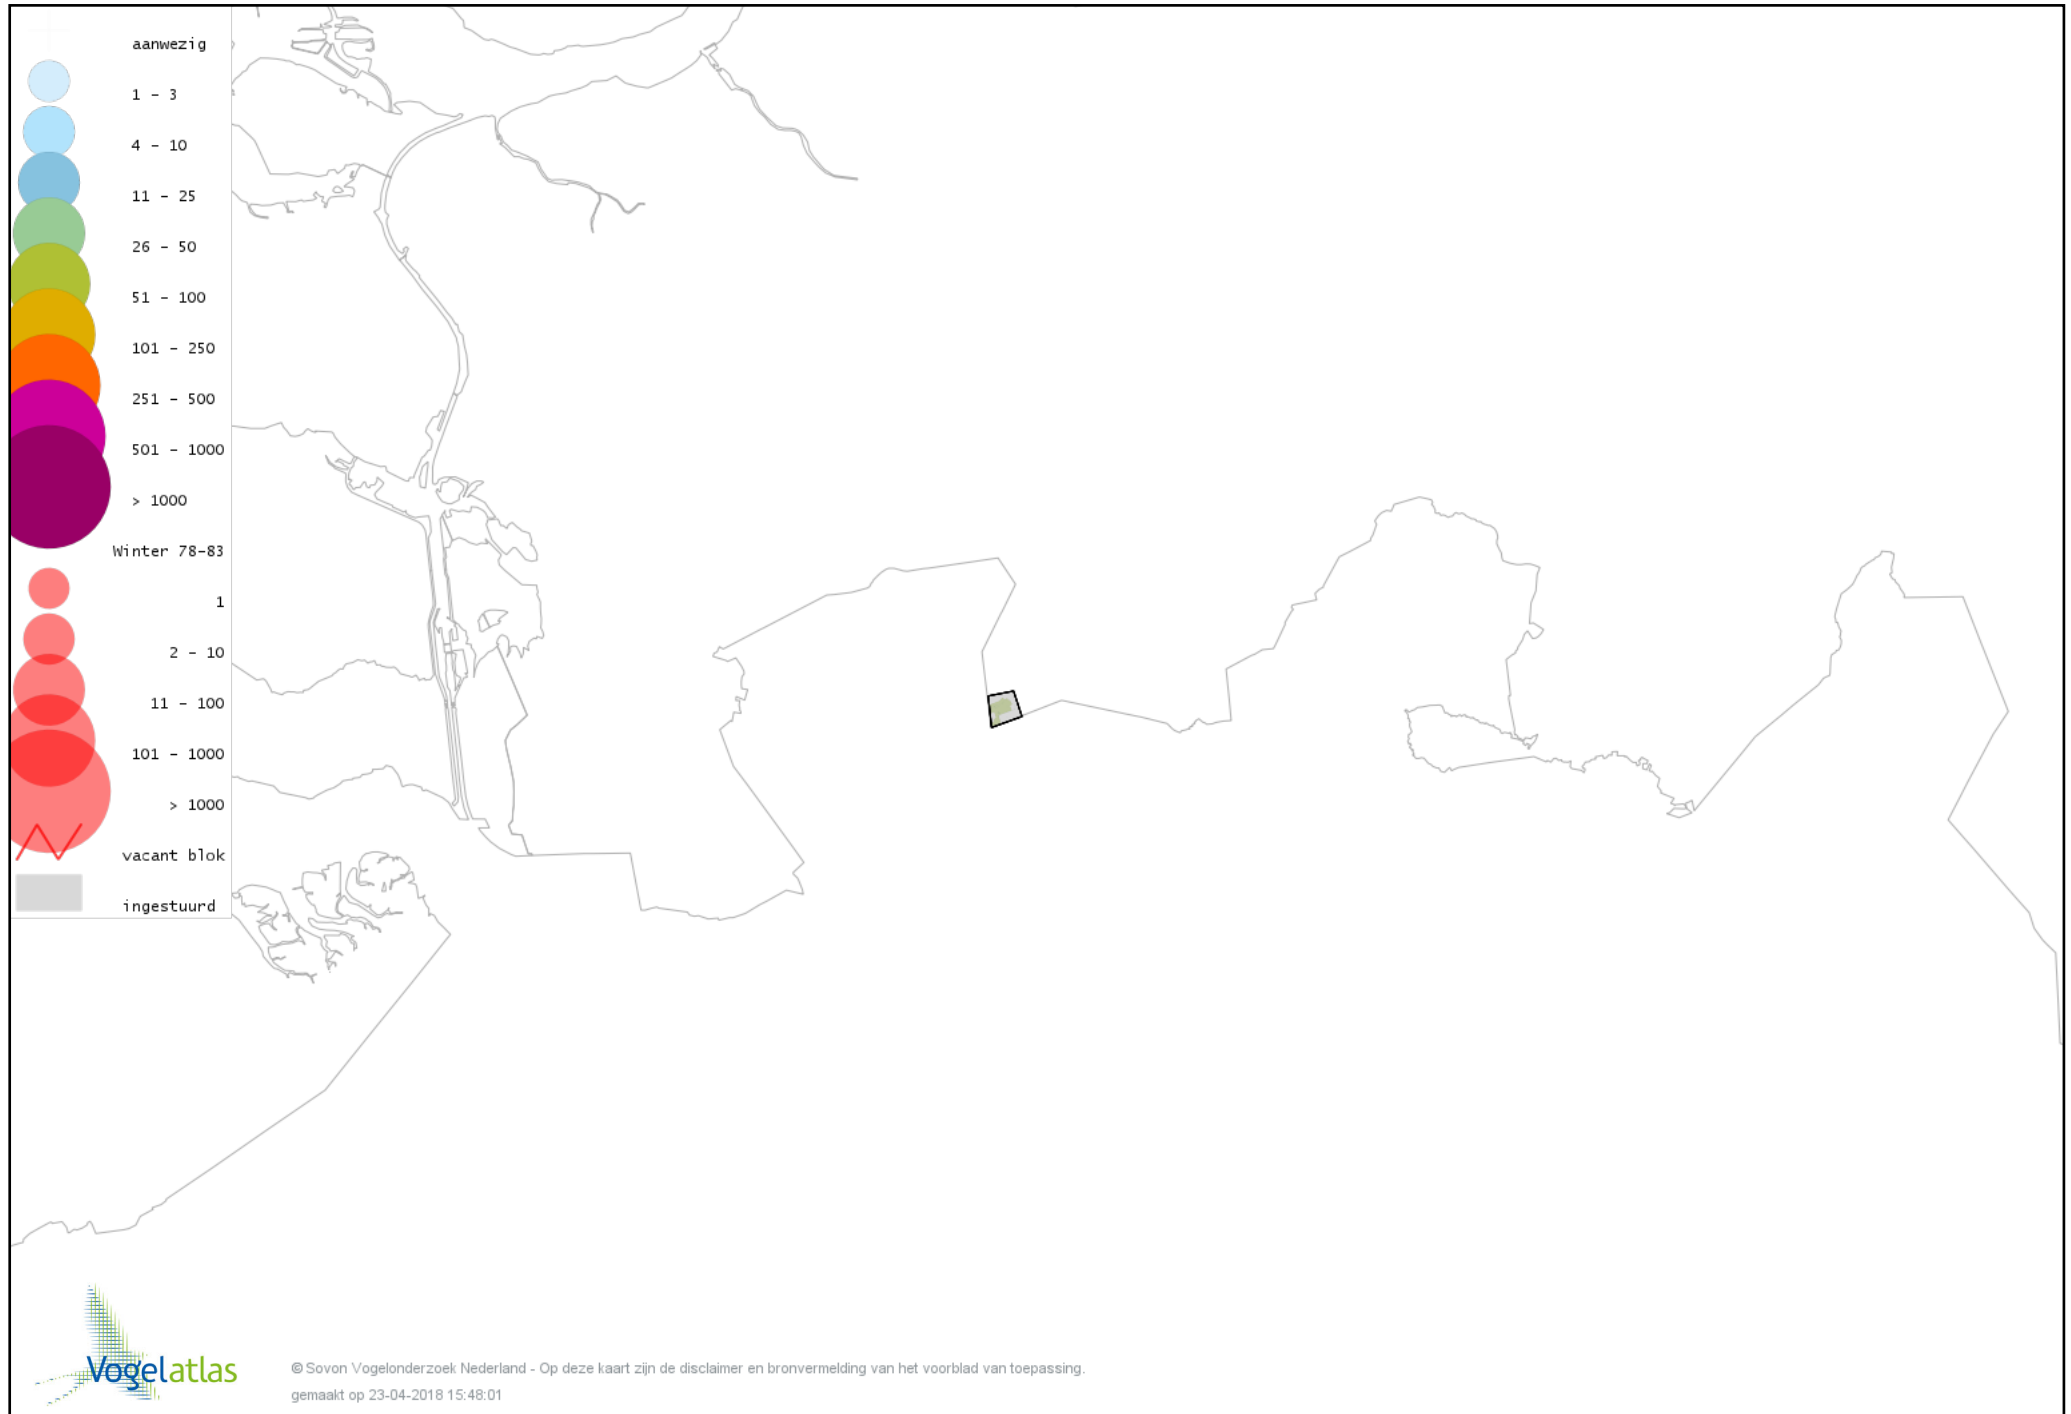 aanwezig
1 - 3
4 - 10
11 - 25
26 - 50
51 - 100
101 - 250
251 - 500
501 - 1000
> 1000
Winter 78-83
1
2 - 10
11 - 100
101 - 1000
> 1000
vacant blok
ingestuurd
Vogelatlas
© Sovon Vogelonderzoek Nederland - Op deze kaart zijn de disclaimer en bronvermelding van het voorblad van toepassing.
gemaakt op 23-04-2018 15:48:01